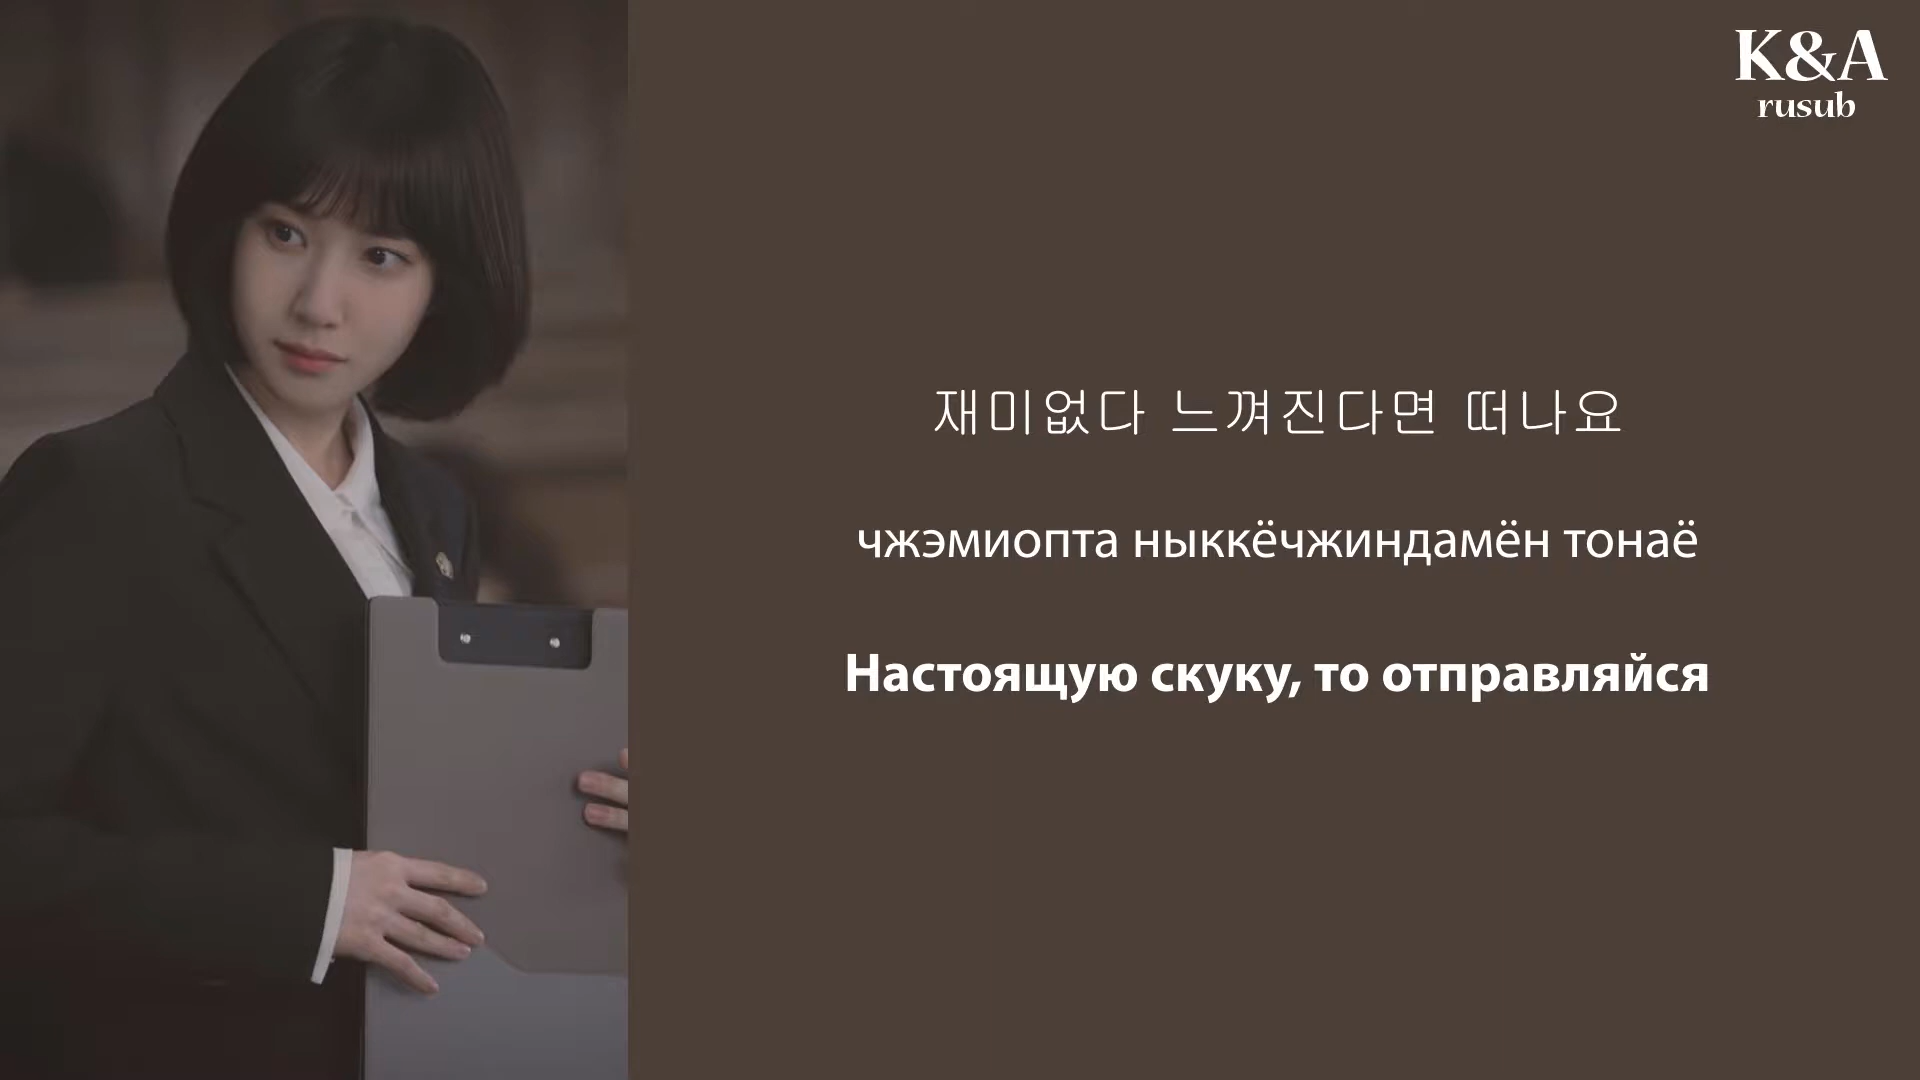 K&A
rusub
재미없다 느껴진다면 떠나요
чжэмиопта ныккёчжиндамён тонаё
Настоящую скуку, то отправляйся